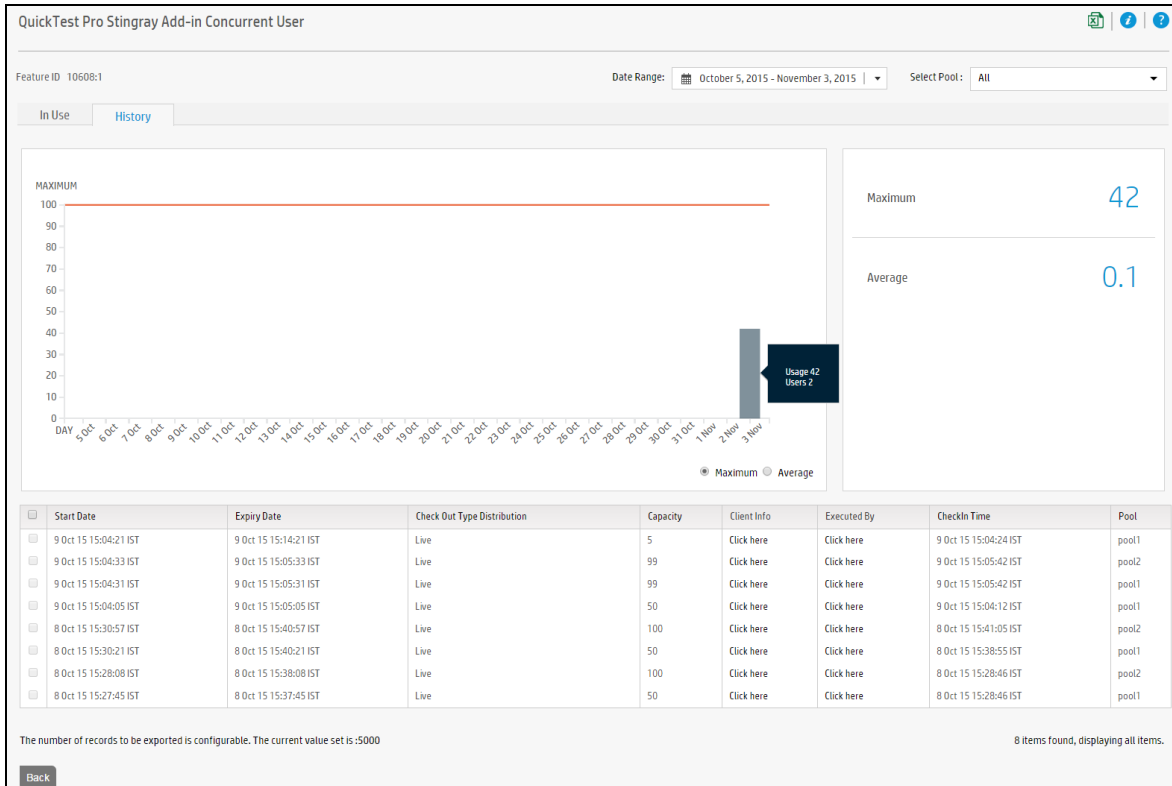 QuickTest Pro Stingray Add-in Concurrent User
Feature ID 10608:1
Date Range: October 5, 2015 - November 3, 2015
Select Pool : All
In Use
History
MAXIMUM
100
90
80
70
60
50
40
30
20
10
0
DAY 5 Oct 6 Oct 7 Oct 8 Oct 9 Oct 10 Oct 11 Oct 12 Oct 13 Oct 14 Oct 15 Oct 16 Oct 17 Oct 18 Oct 19 Oct 20 Oct 21 Oct 22 Oct 23 Oct 24 Oct 25 Oct 26 Oct 27 Oct 28 Oct 29 Oct 30 Oct 31 Oct 1 Nov 2 Nov 3 Nov
Usage 42
Users 2
Maximum Average
Maximum 42
Average 0.1
Start Date Expiry Date Check Out Type Distribution Capacity Client Info Executed By CheckIn Time Pool
9 Oct 15 15:04:21 IST 9 Oct 15 15:14:21 IST Live 5 Click here Click here 9 Oct 15 15:04:24 IST pool1
9 Oct 15 15:04:33 IST 9 Oct 15 15:05:33 IST Live 99 Click here Click here 9 Oct 15 15:05:42 IST pool2
9 Oct 15 15:04:31 IST 9 Oct 15 15:05:31 IST Live 99 Click here Click here 9 Oct 15 15:05:42 IST pool1
9 Oct 15 15:04:05 IST 9 Oct 15 15:05:05 IST Live 50 Click here Click here 9 Oct 15 15:04:12 IST pool1
8 Oct 15 15:30:57 IST 8 Oct 15 15:40:57 IST Live 100 Click here Click here 8 Oct 15 15:41:05 IST pool2
8 Oct 15 15:30:21 IST 8 Oct 15 15:40:21 IST Live 50 Click here Click here 8 Oct 15 15:38:55 IST pool1
8 Oct 15 15:28:08 IST 8 Oct 15 15:38:08 IST Live 100 Click here Click here 8 Oct 15 15:28:46 IST pool2
8 Oct 15 15:27:45 IST 8 Oct 15 15:37:45 IST Live 50 Click here Click here 8 Oct 15 15:28:46 IST pool1
The number of records to be exported is configurable. The current value set is :5000
8 items found, displaying all items.
Back